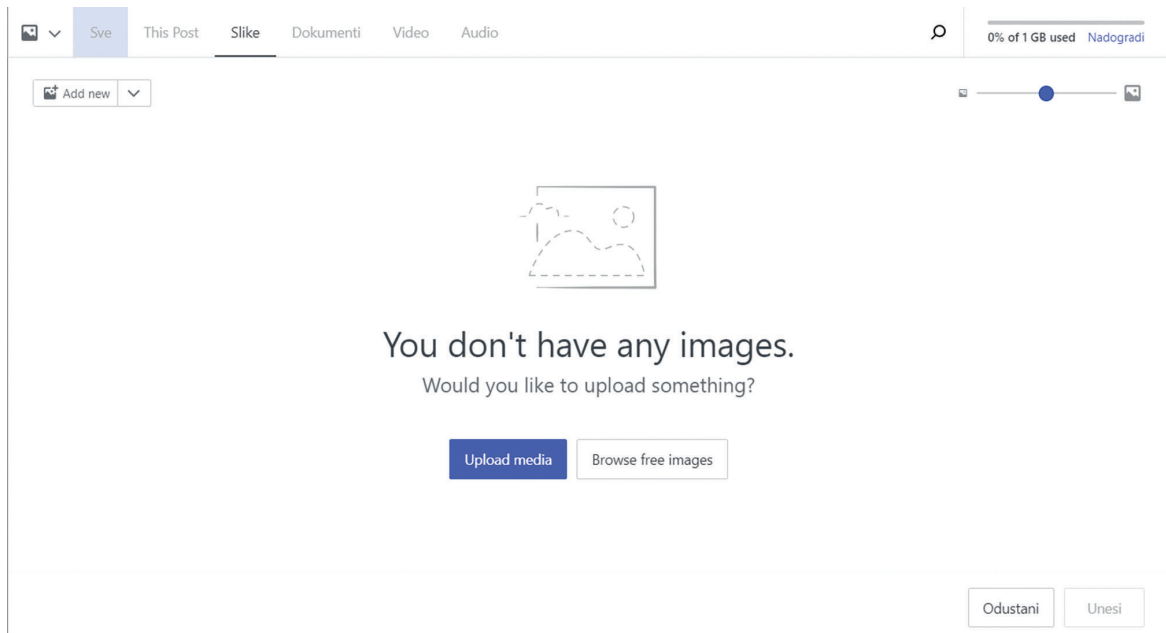 Sve This Post Slike Dokumenti Video Audio 0% of 1 GB used Nadogradi
Add new
You don't have any images.
Would you like to upload something?
Upload media Browse free images
Odustani Unesi